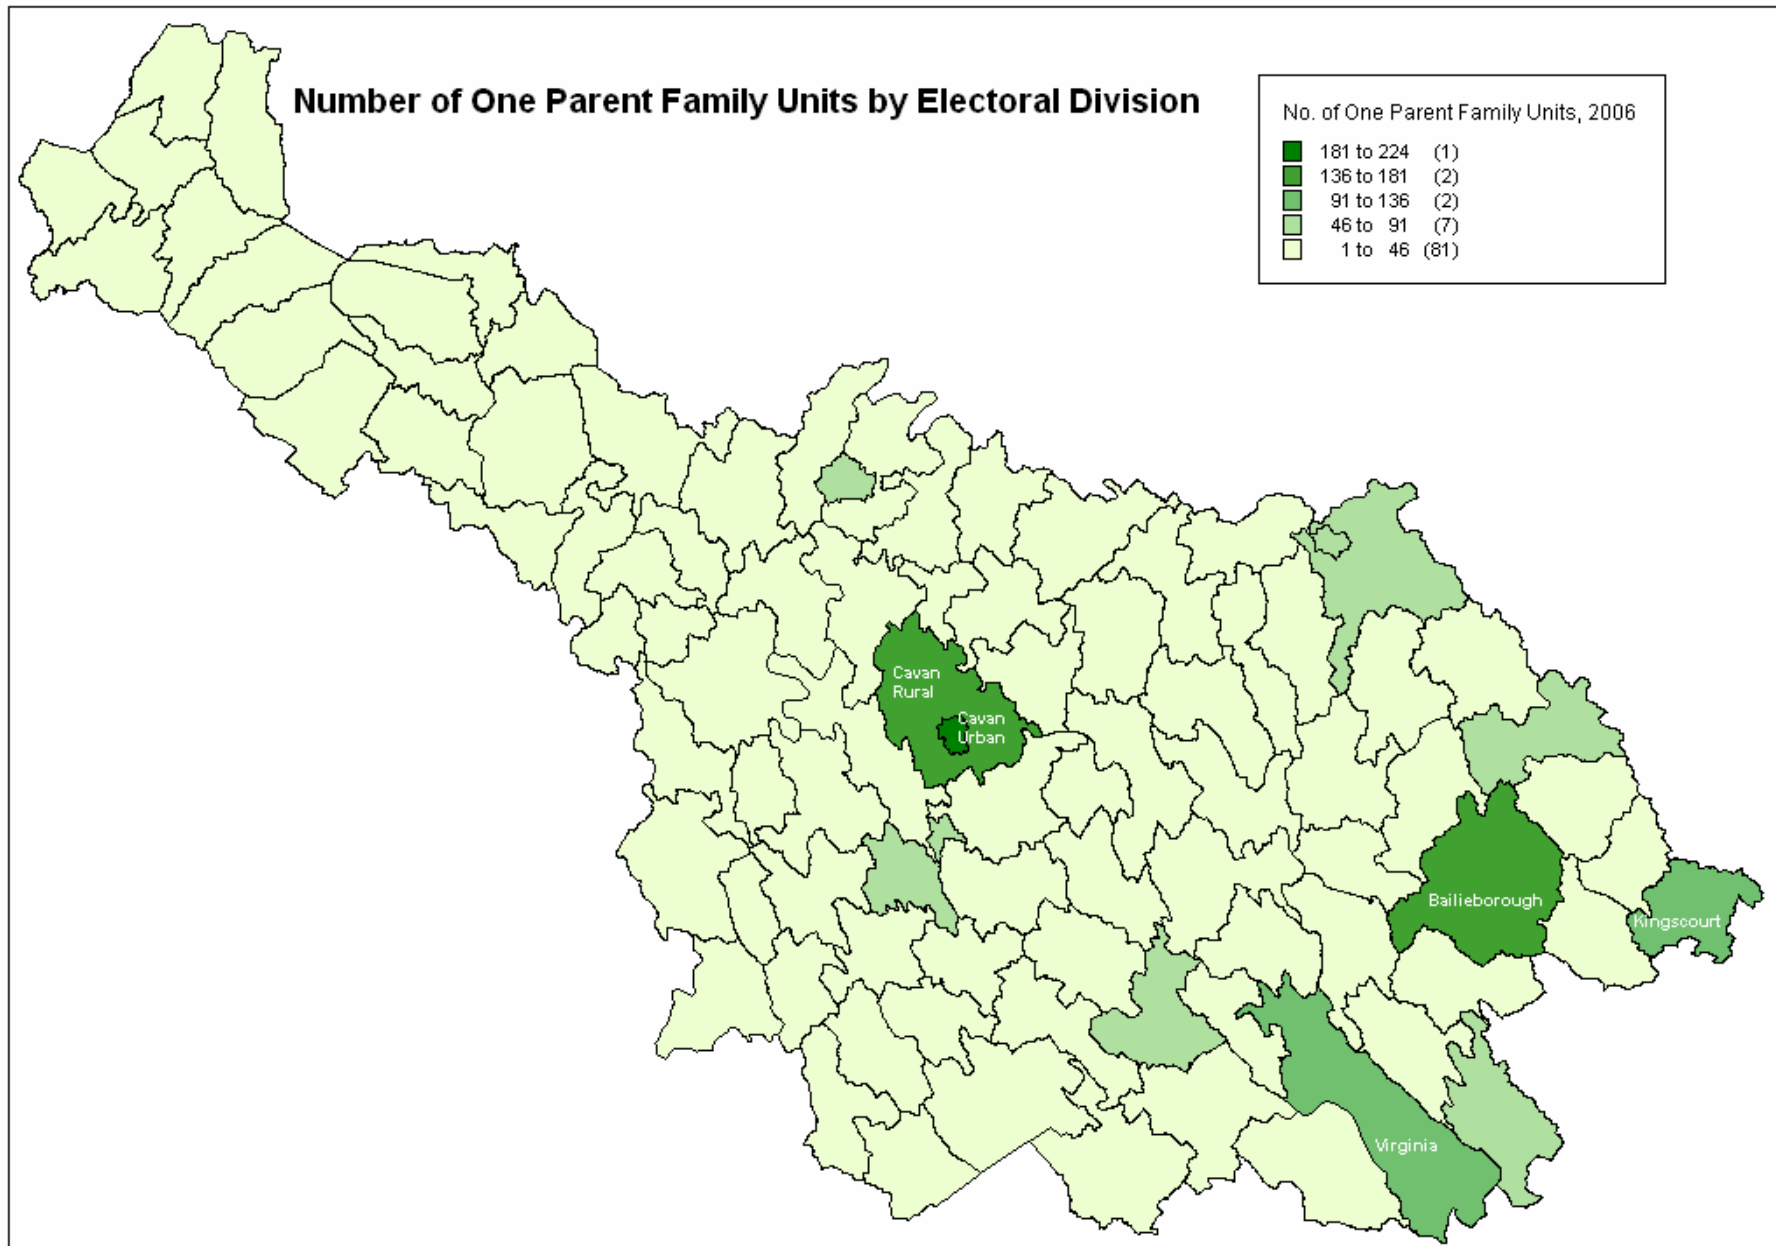 Number of One Parent Family Units by Electoral Division
No. of One Parent Family Units, 2006
181 to 224 (1)
136 to 181 (2)
91 to 136 (2)
46 to 91 (7)
1 to 46 (81)
Cavan
Rural
Cavan
Urban
Bailieborough
Kingscourt
Virginia